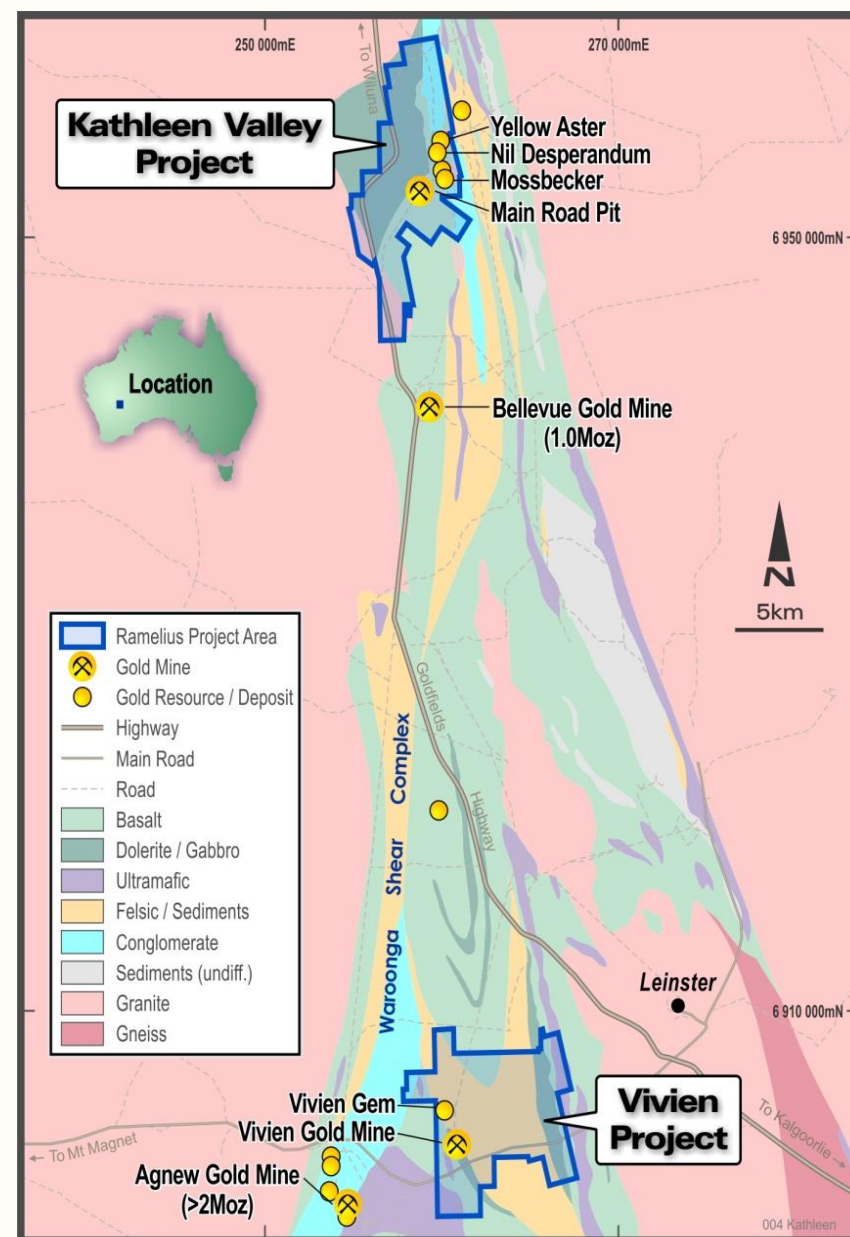 250 000mE
270 000mE
To Wiluna
Kathleen Valley
Project
Yellow Aster
Nil Desperandum
Mossbecker
Main Road Pit
6 950 000mN
Location
Bellevue Gold Mine
(1.0Moz)
N
5km
Ramelius Project Area
Gold Mine
Gold Resource / Deposit
Highway
Main Road
Road
Basalt
Dolerite / Gabbro
Ultramafic
Felsic / Sediments
Conglomerate
Sediments (undiff.)
Granite
Gneiss
Goldfields
Highway
Waroonga Shear Complex
Leinster
6 910 000mN
Vivien Gem
Vivien Gold Mine
Vivien
Project
To Mt Magnet
To Kalgoorlie
Agnew Gold Mine
(>2Moz)
004 Kathleen